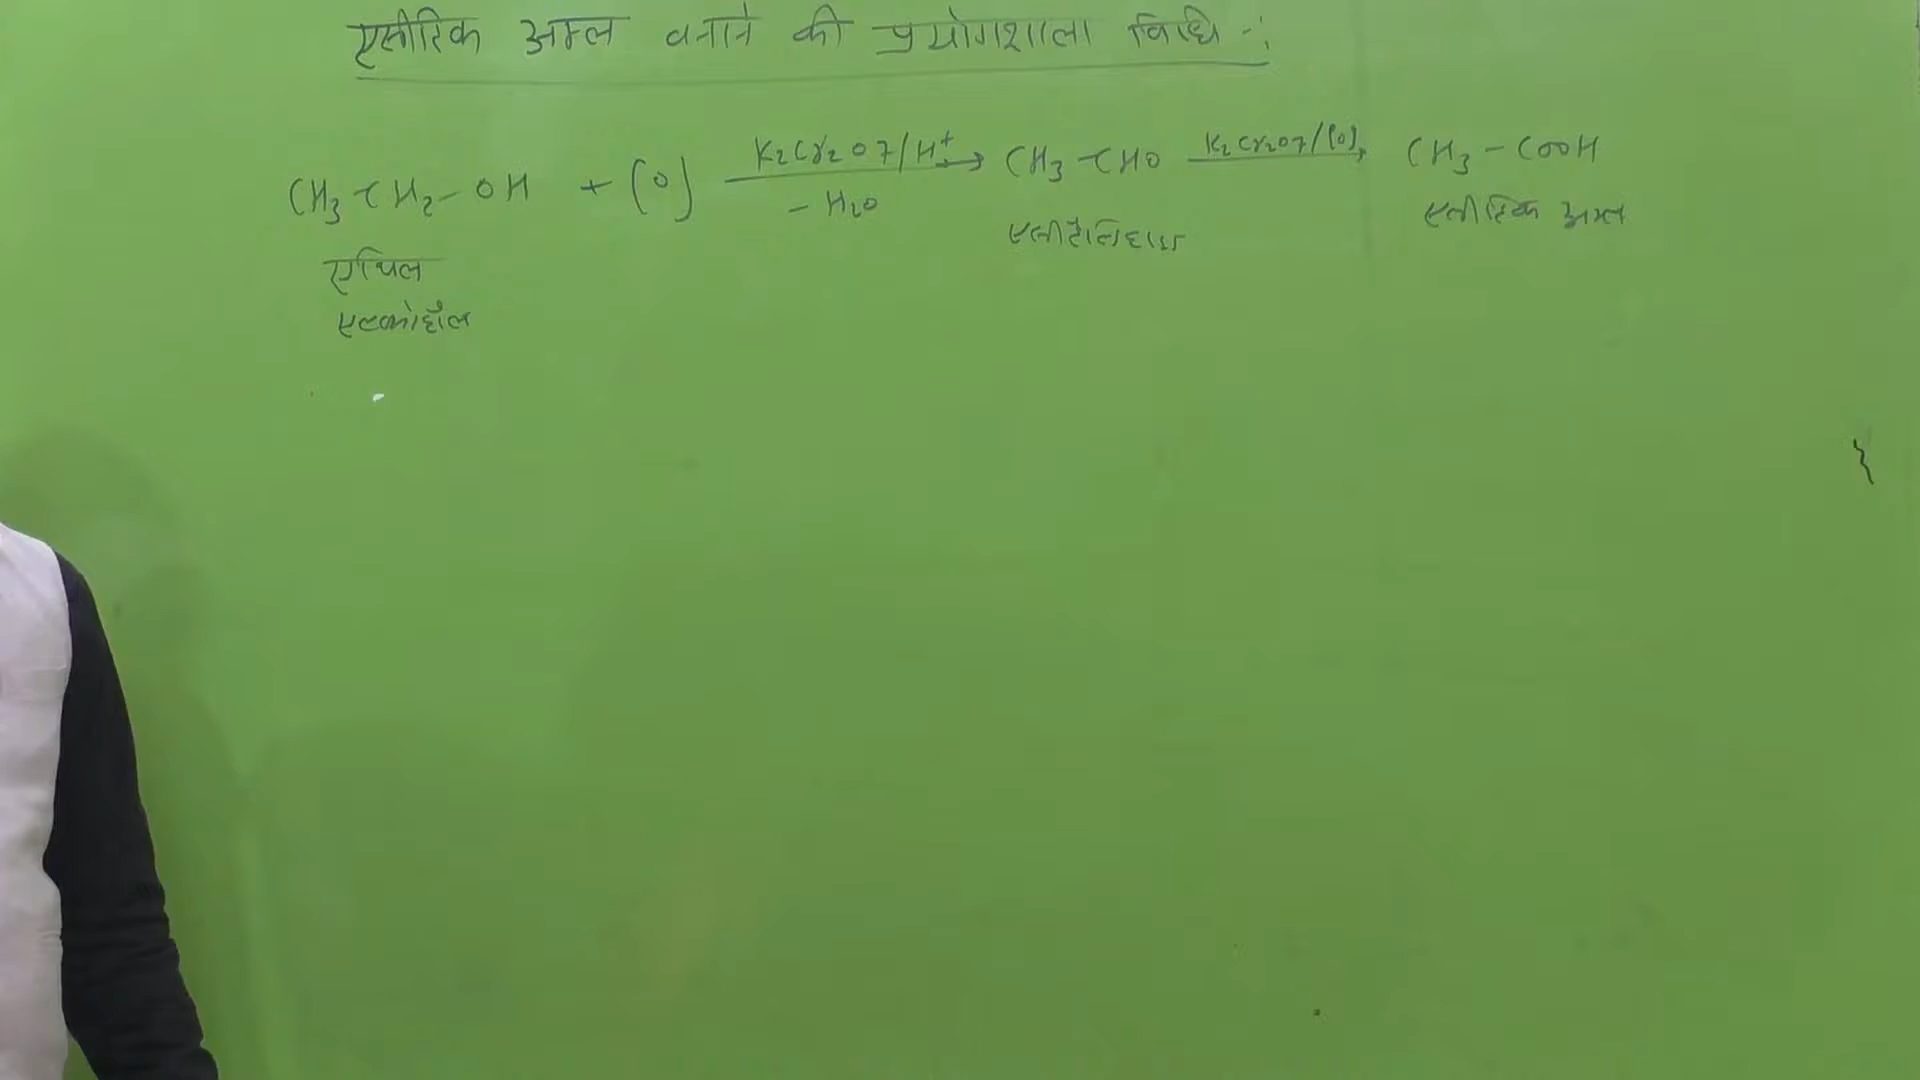 एसीटिक अम्ल बनाने की प्रयोगशाला विधि -:
CH3-CH2-OH + [O] K2Cr2O7/H+ → CH3-CHO K2Cr2O7/[O] → CH3-COOH
- H2O
एसीटैल्डिहाइड एसीटिक अम्ल
एथिल
एल्कोहॉल